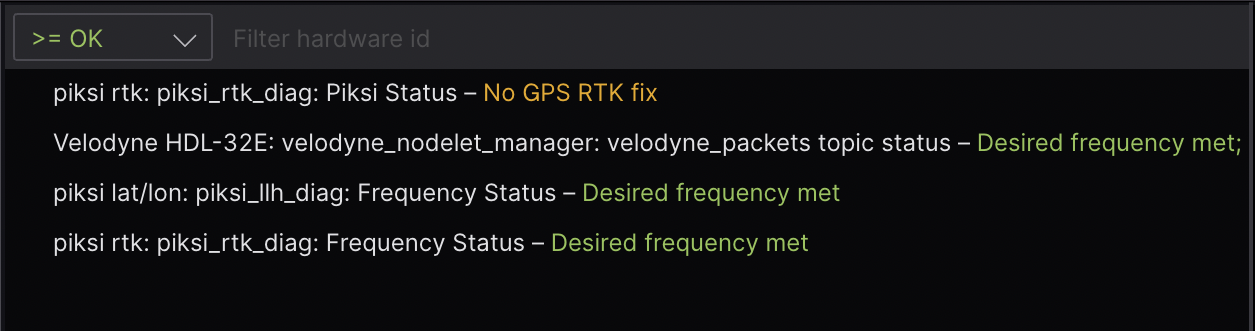 >= OK
Filter hardware id
piksi rtk: piksi_rtk_diag: Piksi Status – No GPS RTK fix
Velodyne HDL-32E: velodyne_nodelet_manager: velodyne_packets topic status – Desired frequency met;
piksi lat/lon: piksi_llh_diag: Frequency Status – Desired frequency met
piksi rtk: piksi_rtk_diag: Frequency Status – Desired frequency met